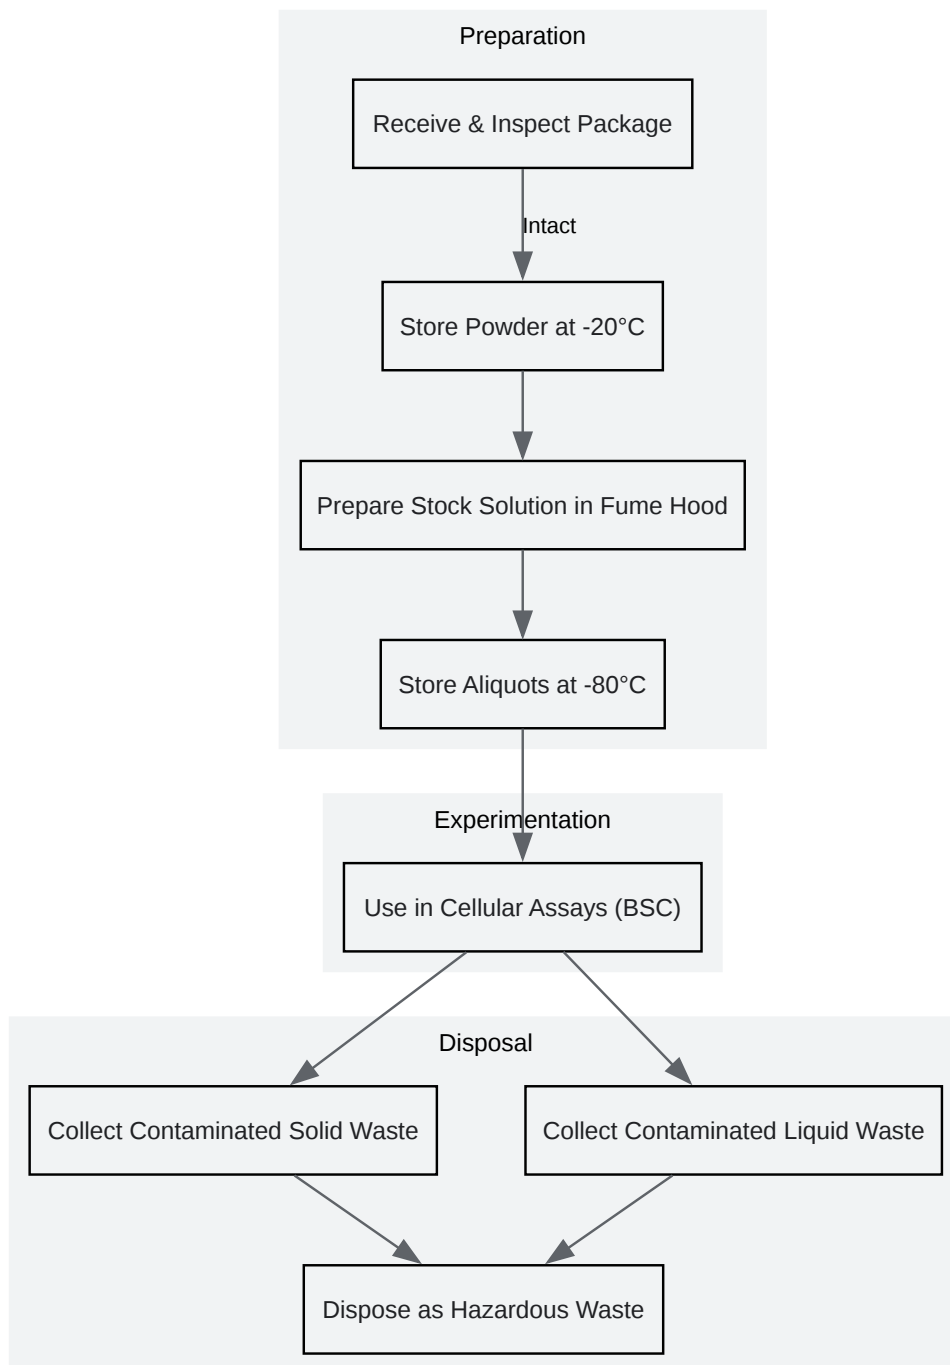 Preparation
Receive & Inspect Package
Intact
Store Powder at -20°C
Prepare Stock Solution in Fume Hood
Store Aliquots at -80°C
Experimentation
Use in Cellular Assays (BSC)
Disposal
Collect Contaminated Solid Waste
Collect Contaminated Liquid Waste
Dispose as Hazardous Waste